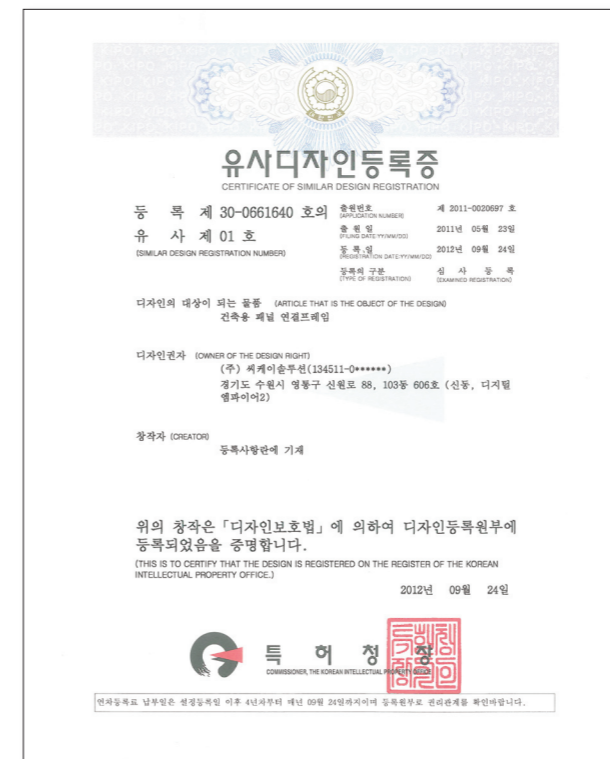 유사디자인등록증
CERTIFICATE OF SIMILAR DESIGN REGISTRATION
등 록 제 30-0661640 호의
유 사 제 01 호
(SIMILAR DESIGN REGISTRATION NUMBER)
출원번호 제 2011-0020697 호
(APPLICATION NUMBER)
출 원 일 2011년 05월 23일
(FILING DATE:YY/MM/DD)
등 록 일 2012년 09월 24일
(REGISTRATION DATE:YY/MM/DD)
등록의 구분 심 사 등 록
(TYPE OF REGISTRATION) (EXAMINED REGISTRATION)
디자인의 대상이 되는 물품 (ARTICLE THAT IS THE OBJECT OF THE DESIGN)
건축용 패널 연결프레임
디자인권자 (OWNER OF THE DESIGN RIGHT)
(주) 씨케이솔루션(134511-0******)
경기도 수원시 영통구 신원로 88, 103동 606호 (신동, 디지털
엠파이어2)
창작자 (CREATOR)
등록사항란에 기재
위의 창작은「디자인보호법」에 의하여 디자인등록원부에
등록되었음을 증명합니다.
(THIS IS TO CERTIFY THAT THE DESIGN IS REGISTERED ON THE REGISTER OF THE KOREAN
INTELLECTUAL PROPERTY OFFICE.)
2012년 09월 24일
특 허 청 장
COMMISSIONER, THE KOREAN INTELLECTUAL PROPERTY OFFICE
연차등록료 납부일은 설정등록일 이후 4년차부터 매년 09월 24일까지이며 등록원부로 권리관계를 확인바랍니다.